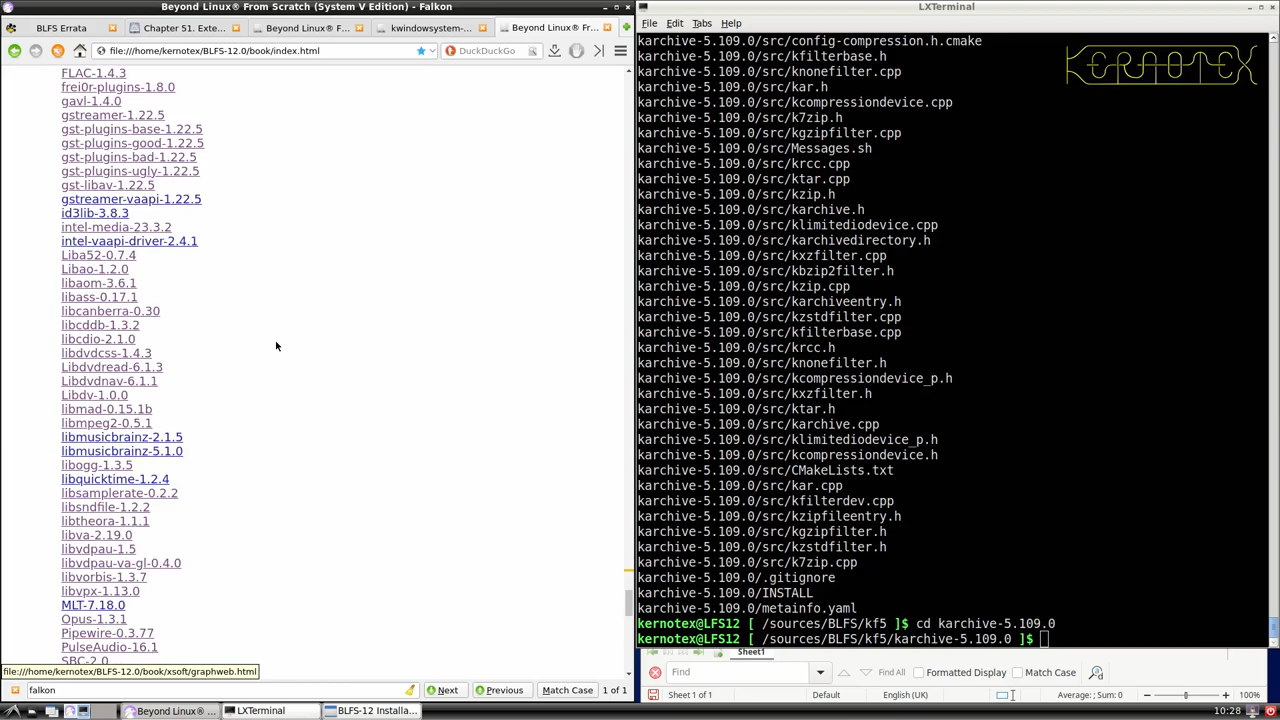 Beyond Linux® From Scratch (System V Edition) - Falkon
BLFS Errata
Chapter 51. Exte...
Beyond Linux® F...
kwindowsystem-...
Beyond Linux® F...
file:///home/kernotex/BLFS-12.0/book/index.html
DuckDuckGo
FLAC-1.4.3
frei0r-plugins-1.8.0
gavl-1.4.0
gstreamer-1.22.5
gst-plugins-base-1.22.5
gst-plugins-good-1.22.5
gst-plugins-bad-1.22.5
gst-plugins-ugly-1.22.5
gst-libav-1.22.5
gstreamer-vaapi-1.22.5
id3lib-3.8.3
intel-media-23.3.2
intel-vaapi-driver-2.4.1
Liba52-0.7.4
Libao-1.2.0
libaom-3.6.1
libass-0.17.1
libcanberra-0.30
libcddb-1.3.2
libcdio-2.1.0
libdvdcss-1.4.3
Libdvdread-6.1.3
Libdvdnav-6.1.1
Libdv-1.0.0
libmad-0.15.1b
libmpeg2-0.5.1
libmusicbrainz-2.1.5
libmusicbrainz-5.1.0
libogg-1.3.5
libquicktime-1.2.4
libsamplerate-0.2.2
libsndfile-1.2.2
libtheora-1.1.1
libva-2.19.0
libvdpau-1.5
libvdpau-va-gl-0.4.0
libvorbis-1.3.7
libvpx-1.13.0
MLT-7.18.0
Opus-1.3.1
Pipewire-0.3.77
PulseAudio-16.1
SBC-2.0
file:///home/kernotex/BLFS-12.0/book/xsoft/graphweb.html
falkon
Next
Previous
Match Case
1 of 1
LXTerminal
File Edit Tabs Help
KERNOTEX
karchive-5.109.0/src/config-compression.h.cmake
karchive-5.109.0/src/kfilterbase.h
karchive-5.109.0/src/knonefilter.cpp
karchive-5.109.0/src/kar.h
karchive-5.109.0/src/kcompressiondevice.cpp
karchive-5.109.0/src/k7zip.h
karchive-5.109.0/src/kgzipfilter.cpp
karchive-5.109.0/src/Messages.sh
karchive-5.109.0/src/krcc.cpp
karchive-5.109.0/src/ktar.cpp
karchive-5.109.0/src/kzip.h
karchive-5.109.0/src/karchive.h
karchive-5.109.0/src/klimitediodevice.cpp
karchive-5.109.0/src/karchivedirectory.h
karchive-5.109.0/src/kxzfilter.cpp
karchive-5.109.0/src/kbzip2filter.h
karchive-5.109.0/src/kzip.cpp
karchive-5.109.0/src/karchiveentry.h
karchive-5.109.0/src/kzstdfilter.cpp
karchive-5.109.0/src/kfilterbase.cpp
karchive-5.109.0/src/krcc.h
karchive-5.109.0/src/knonefilter.h
karchive-5.109.0/src/kcompressiondevice_p.h
karchive-5.109.0/src/kxzfilter.h
karchive-5.109.0/src/ktar.h
karchive-5.109.0/src/karchive.cpp
karchive-5.109.0/src/klimitediodevice_p.h
karchive-5.109.0/src/kcompressiondevice.h
karchive-5.109.0/src/CMakeLists.txt
karchive-5.109.0/src/kar.cpp
karchive-5.109.0/src/kfilterdev.cpp
karchive-5.109.0/src/kzipfileentry.h
karchive-5.109.0/src/kgzipfilter.h
karchive-5.109.0/src/kzstdfilter.h
karchive-5.109.0/src/k7zip.cpp
karchive-5.109.0/.gitignore
karchive-5.109.0/INSTALL
karchive-5.109.0/metainfo.yaml
kernotex@LFS12 [ /sources/BLFS/kf5 ]$ cd karchive-5.109.0
kernotex@LFS12 [ /sources/BLFS/kf5/karchive-5.109.0 ]$
Sheet1
Find
Formatted Display
Match Case
Sheet 1 of 1
Default
English (UK)
Average: ; Sum: 0
100%
Beyond Linux® ...
LXTerminal
BLFS-12 Installa...
10:28